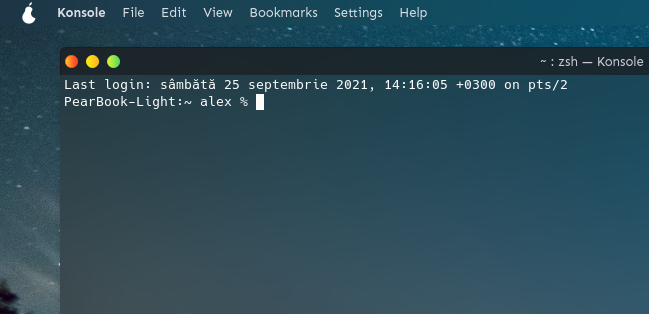 Konsole File Edit View Bookmarks Settings Help
~ : zsh — Konsole
Last login: sâmbătă 25 septembrie 2021, 14:16:05 +0300 on pts/2
PearBook-Light:~ alex %